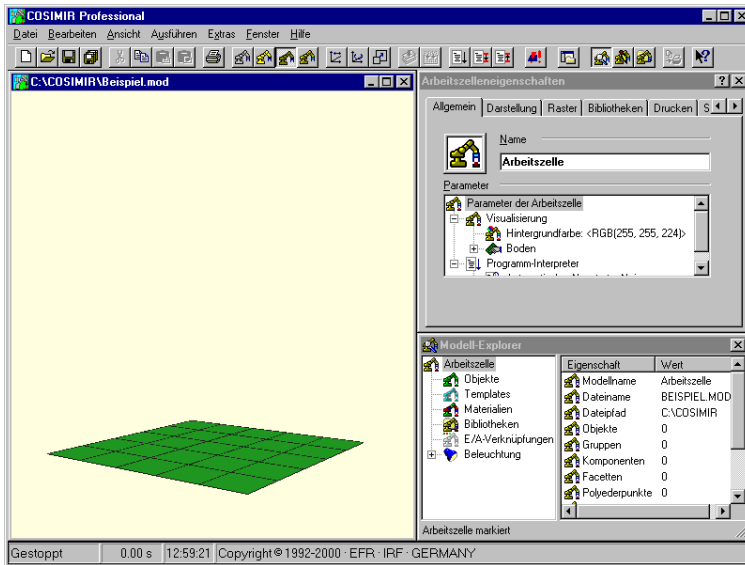 COSIMIR Professional
Datei Bearbeiten Ansicht Ausführen Extras Fenster Hilfe
C:\COSIMIR\Beispiel.mod
Arbeitszelleneigenschaften
Allgemein Darstellung Raster Bibliotheken Drucken S
Name
Arbeitszelle
Parameter
Parameter der Arbeitszelle
Visualisierung
Hintergrundfarbe: <RGB(255, 255, 224)>
Boden
Programm-Interpreter
Modell-Explorer
Arbeitszelle
Objekte
Templates
Materialien
Bibliotheken
E/A-Verknüpfungen
Beleuchtung
Eigenschaft Wert
Modellname Arbeitszelle
Dateiname BEISPIEL.MOD
Dateipfad C:\COSIMIR
Objekte 0
Gruppen 0
Komponenten 0
Facetten 0
Polyederpunkte 0
Arbeitszelle markiert
Gestoppt 0.00 s 12:59:21 Copyright © 1992-2000 · EFR · IRF · GERMANY